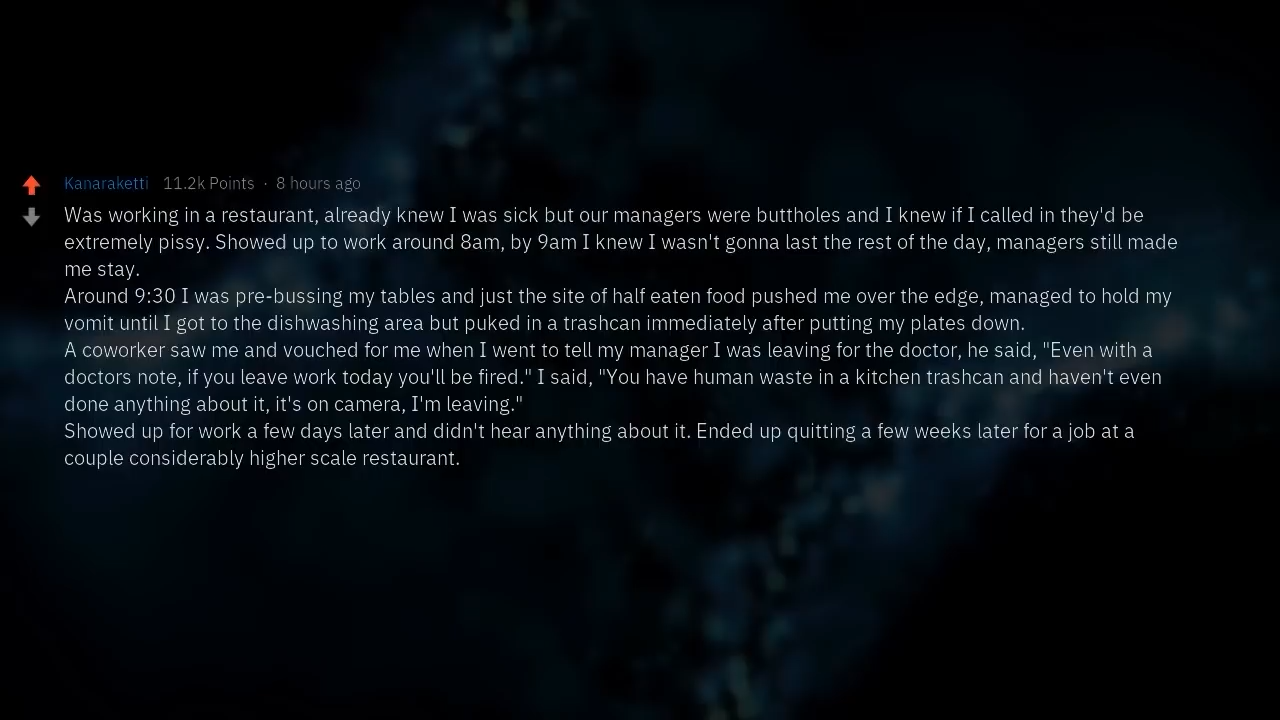 Kanaraketti 11.2k Points · 8 hours ago
Was working in a restaurant, already knew I was sick but our managers were buttholes and I knew if I called in they'd be
extremely pissy. Showed up to work around 8am, by 9am I knew I wasn't gonna last the rest of the day, managers still made
me stay.
Around 9:30 I was pre-bussing my tables and just the site of half eaten food pushed me over the edge, managed to hold my
vomit until I got to the dishwashing area but puked in a trashcan immediately after putting my plates down.
A coworker saw me and vouched for me when I went to tell my manager I was leaving for the doctor, he said, "Even with a
doctors note, if you leave work today you'll be fired." I said, "You have human waste in a kitchen trashcan and haven't even
done anything about it, it's on camera, I'm leaving."
Showed up for work a few days later and didn't hear anything about it. Ended up quitting a few weeks later for a job at a
couple considerably higher scale restaurant.